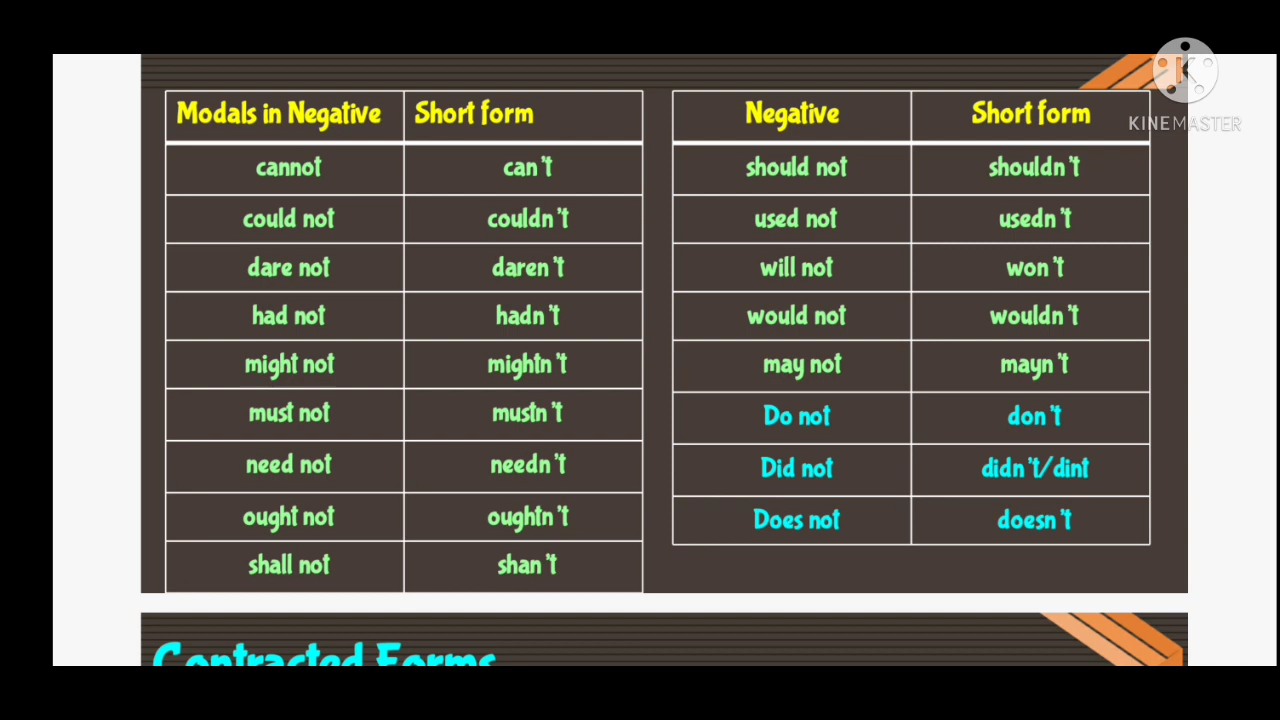 Modals in Negative Short form
cannot can't
could not couldn't
dare not daren't
had not hadn't
might not mightn't
must not mustn't
need not needn't
ought not oughtn't
shall not shan't
Negative Short form
should not shouldn't
used not usedn't
will not won't
would not wouldn't
may not mayn't
Do not don't
Did not didn't/dint
Does not doesn't
K
KINEMASTER
Contracted Forms